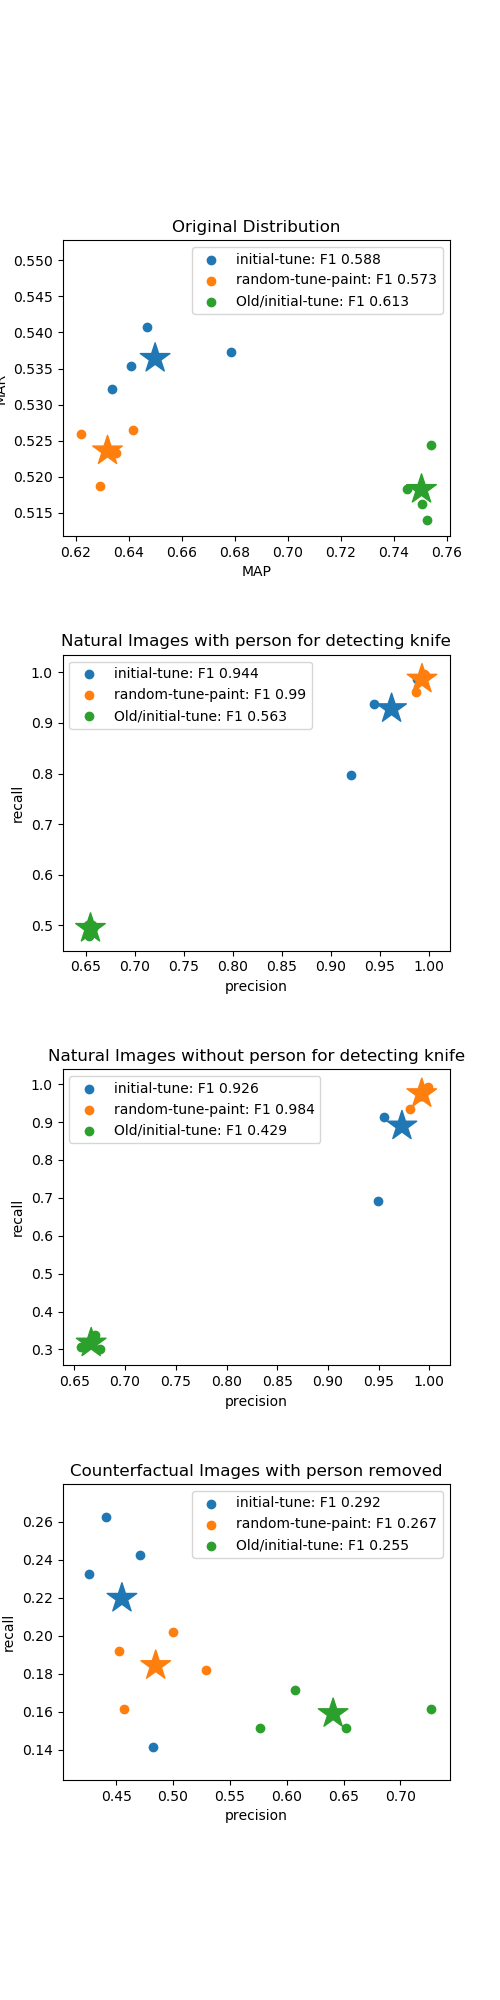 Original Distribution
initial-tune: F1 0.588
random-tune-paint: F1 0.573
Old/initial-tune: F1 0.613
0.550
0.545
0.540
0.535
0.530
0.525
0.520
0.515
MAR
0.62 0.64 0.66 0.68 0.70 0.72 0.74 0.76
MAP
Natural Images with person for detecting knife
initial-tune: F1 0.944
random-tune-paint: F1 0.99
Old/initial-tune: F1 0.563
1.0
0.9
0.8
0.7
0.6
0.5
recall
0.65 0.70 0.75 0.80 0.85 0.90 0.95 1.00
precision
Natural Images without person for detecting knife
initial-tune: F1 0.926
random-tune-paint: F1 0.984
Old/initial-tune: F1 0.429
1.0
0.9
0.8
0.7
0.6
0.5
0.4
0.3
recall
0.65 0.70 0.75 0.80 0.85 0.90 0.95 1.00
precision
Counterfactual Images with person removed
initial-tune: F1 0.292
random-tune-paint: F1 0.267
Old/initial-tune: F1 0.255
0.26
0.24
0.22
0.20
0.18
0.16
0.14
recall
0.45 0.50 0.55 0.60 0.65 0.70
precision